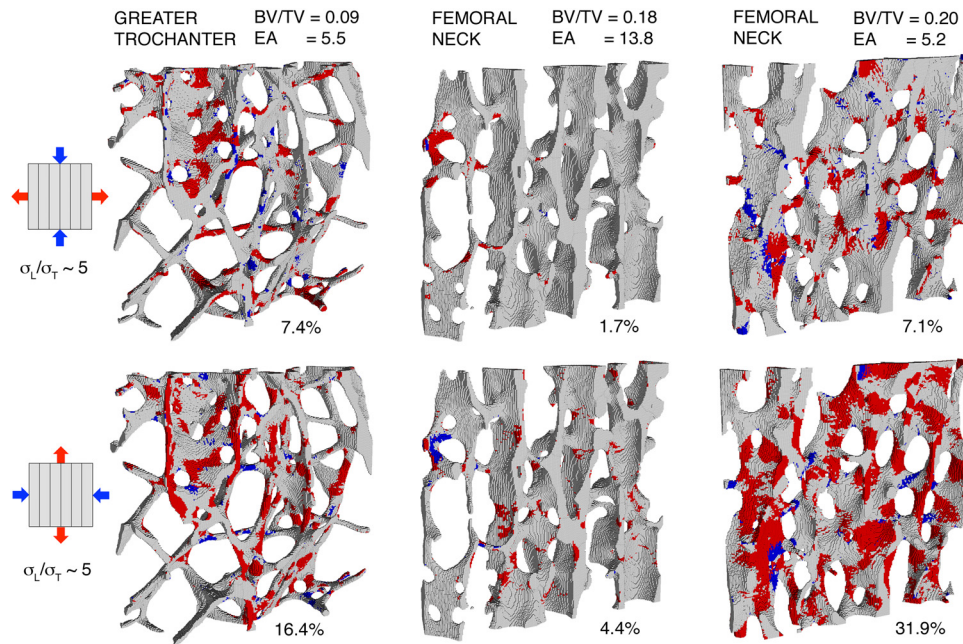 GREATER TROCHANTER
BV/TV = 0.09
EA = 5.5
FEMORAL NECK
BV/TV = 0.18
EA = 13.8
FEMORAL NECK
BV/TV = 0.20
EA = 5.2
σL/σT ~ 5
7.4%
1.7%
7.1%
σL/σT ~ 5
16.4%
4.4%
31.9%